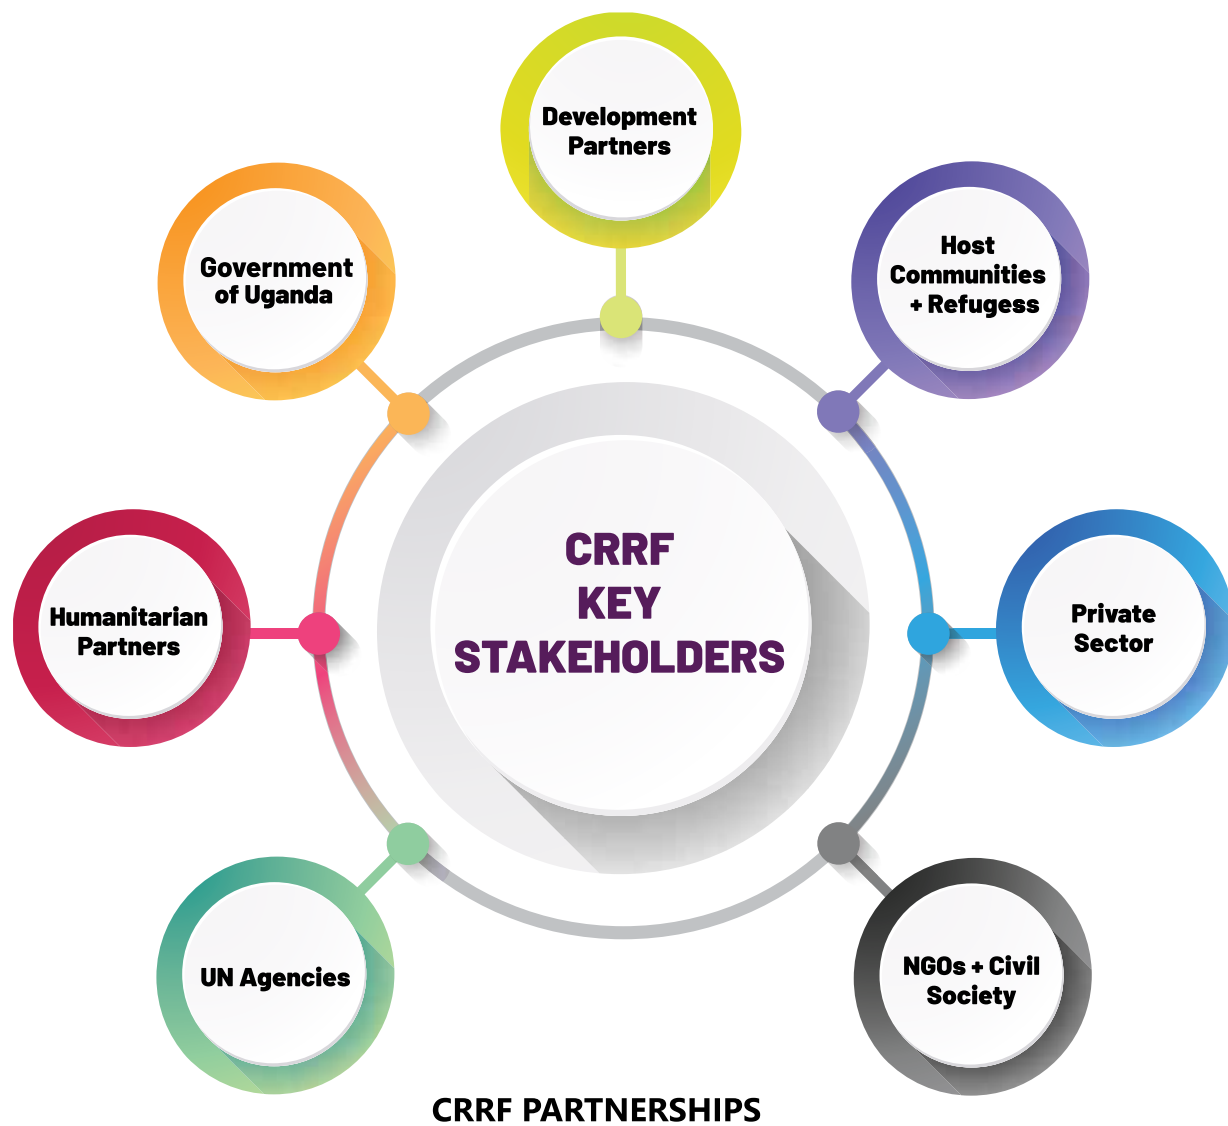 Development
Partners
Government
of Uganda
Host
Communities
+ Refugess
CRRF
KEY
STAKEHOLDERS
Humanitarian
Partners
Private
Sector
UN Agencies
NGOs + Civil
Society
CRRF PARTNERSHIPS